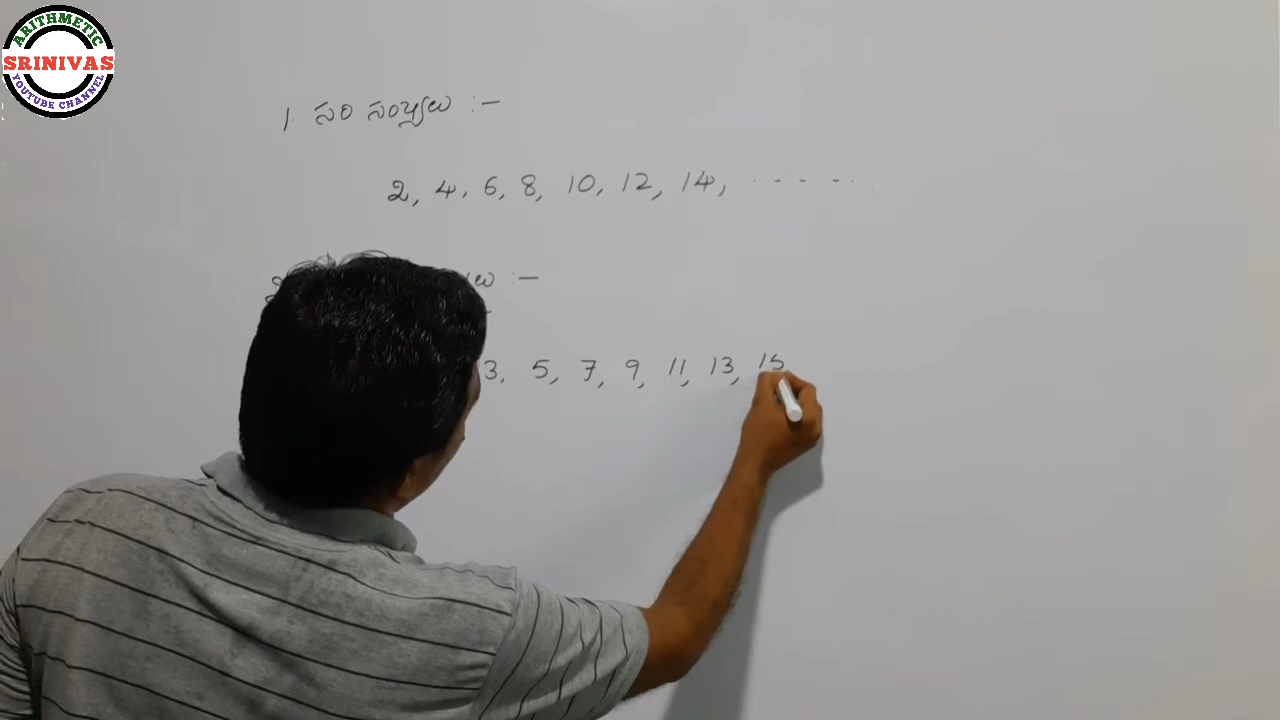 ARITHMETIC
SRINIVAS
YOUTUBE CHANNEL
1. సరి సంఖ్యలు :-
2, 4, 6, 8, 10, 12, 14, - - - -
:-
3, 5, 7, 9, 11, 13, 15